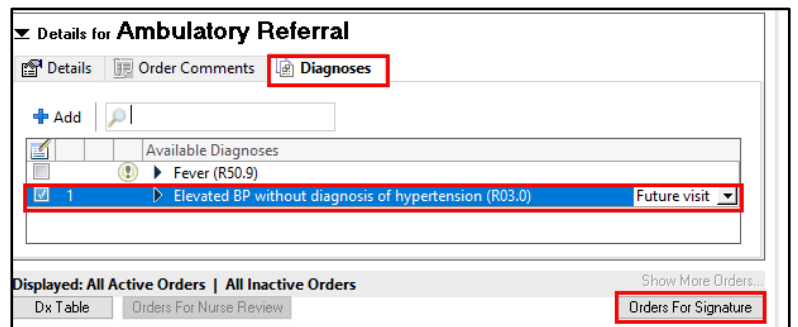 Details for Ambulatory Referral
Details Order Comments Diagnoses
Add
Available Diagnoses
Fever (R50.9)
1 Elevated BP without diagnosis of hypertension (R03.0) Future visit
Displayed: All Active Orders | All Inactive Orders Show More Orders...
Dx Table Orders For Nurse Review Orders For Signature